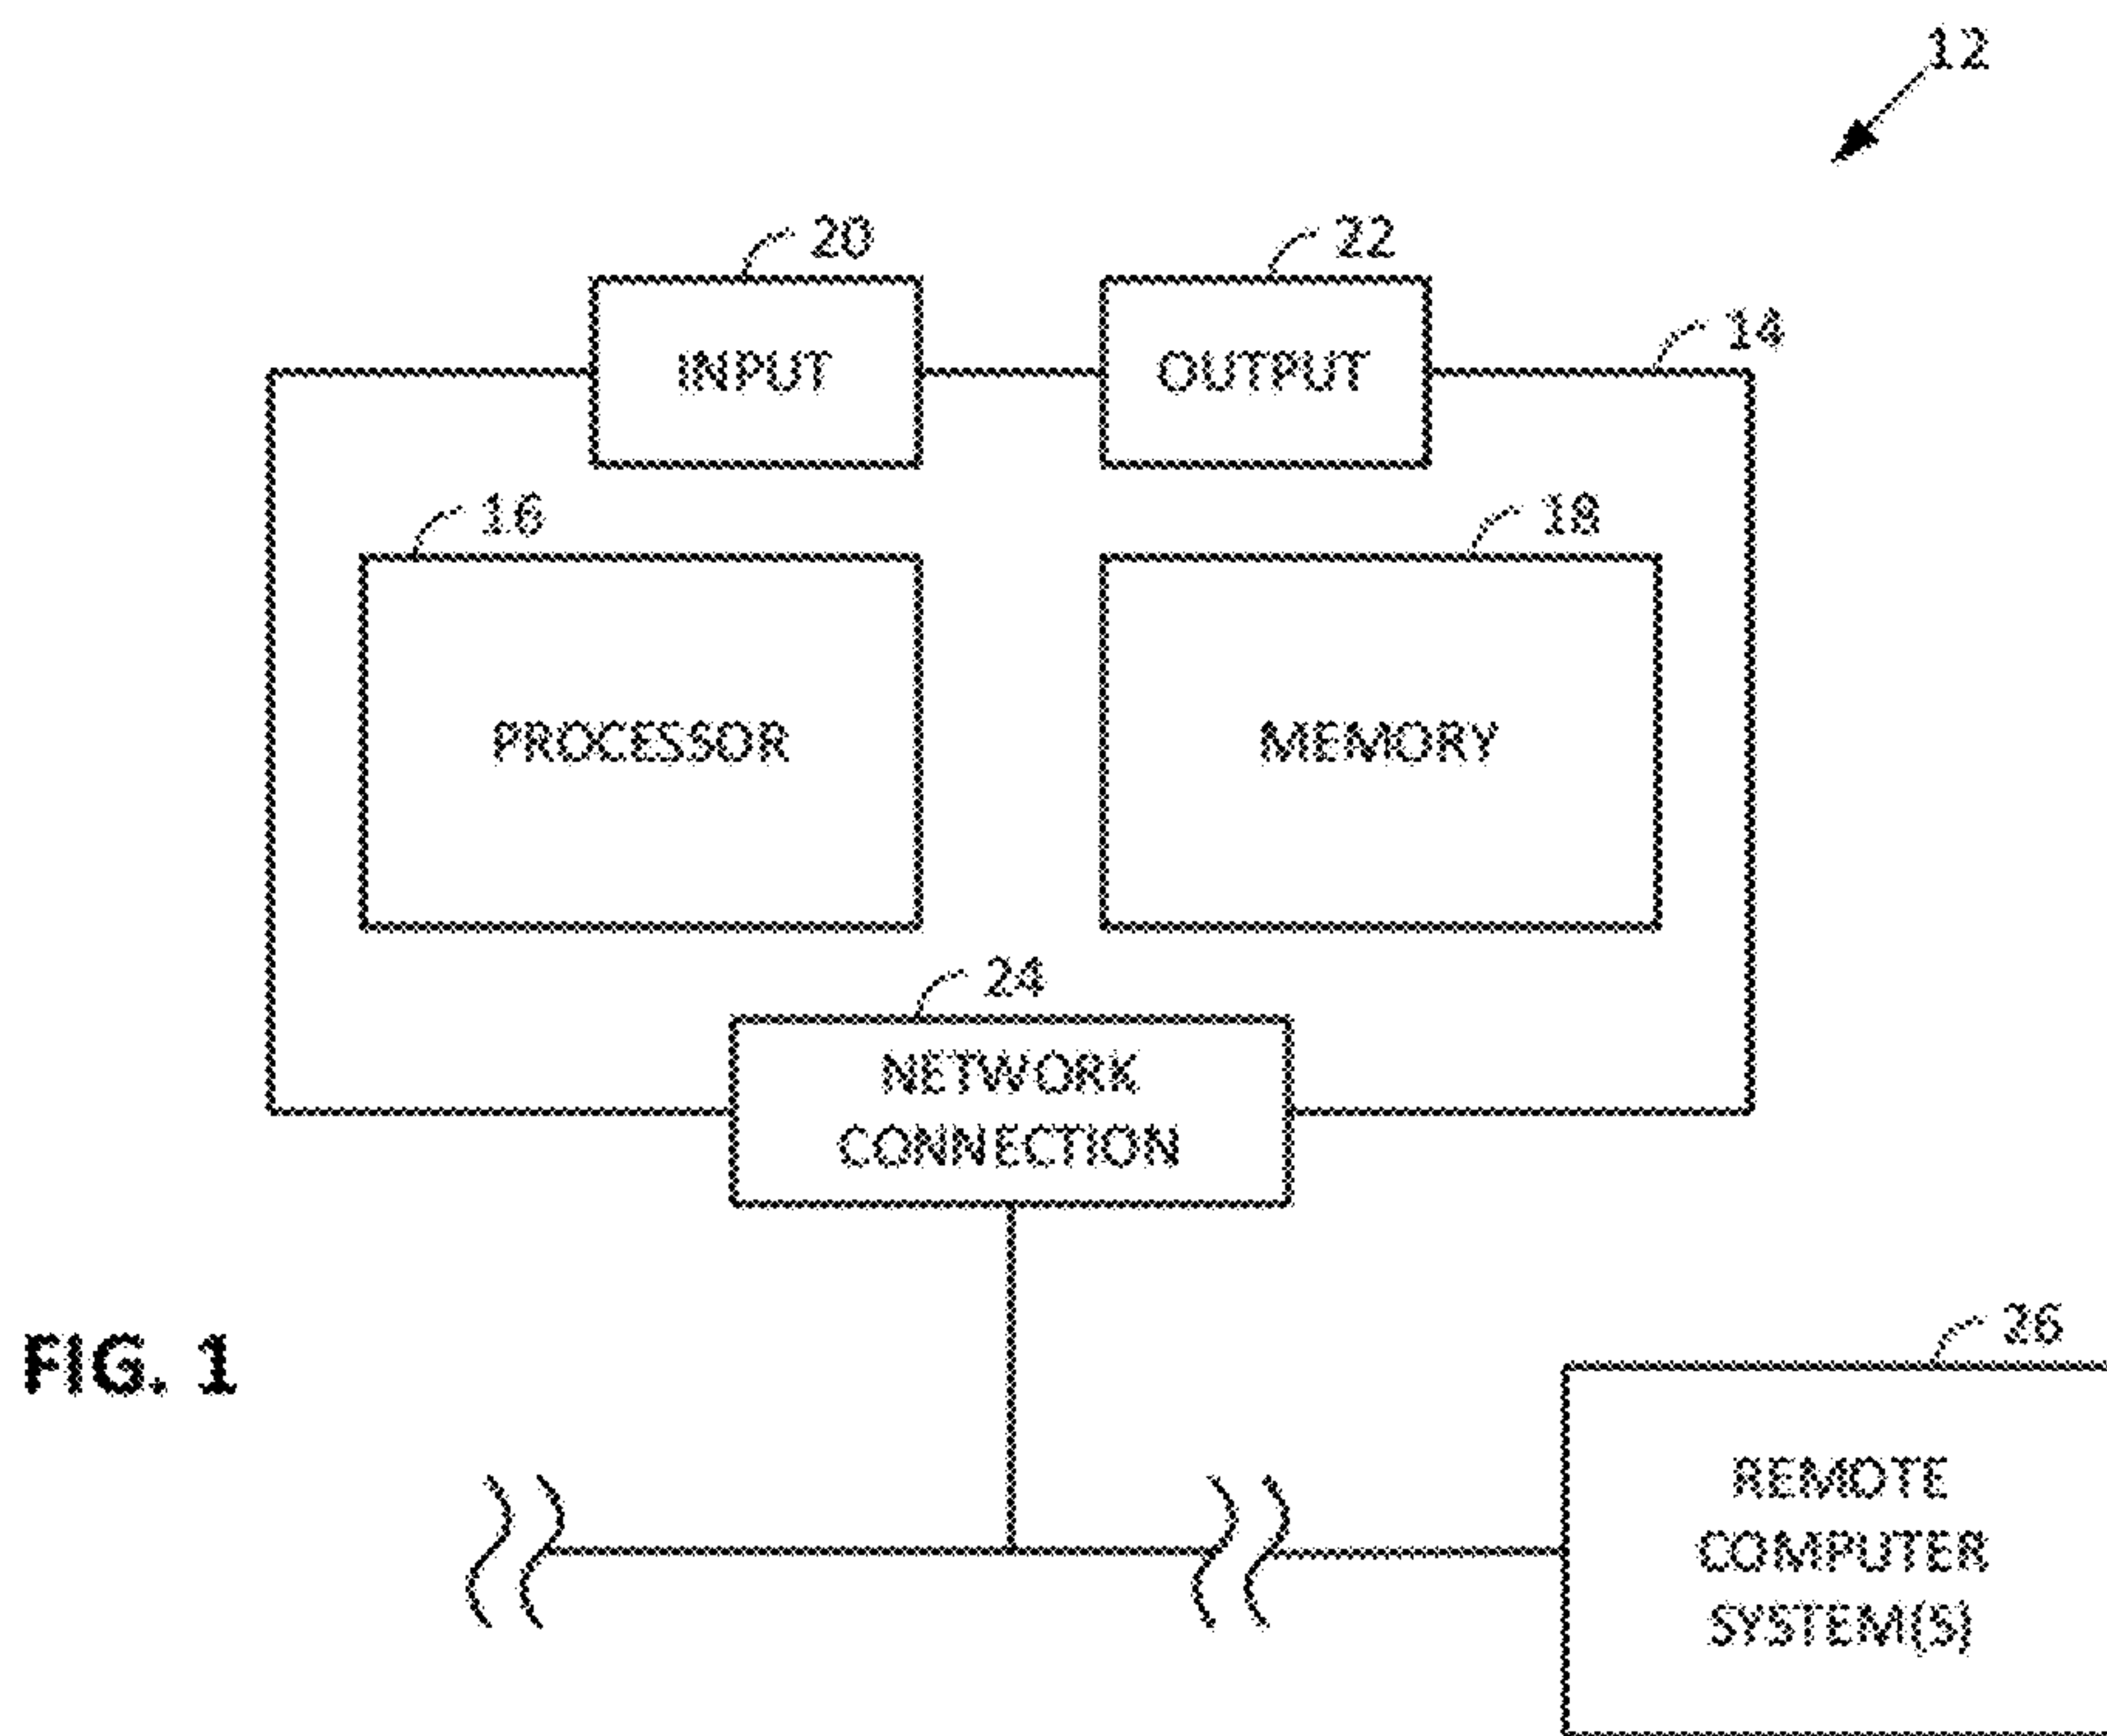 12
20
22
INPUT
OUTPUT
14
16
18
PROCESSOR
MEMORY
24
NETWORK
CONNECTION
FIG. 1
26
REMOTE
COMPUTER
SYSTEM(S)